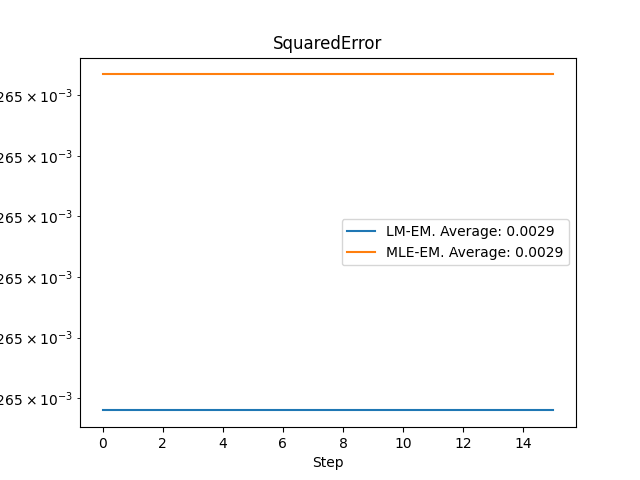 SquaredError
265 × 10⁻³
265 × 10⁻³
265 × 10⁻³
LM-EM. Average: 0.0029
MLE-EM. Average: 0.0029
265 × 10⁻³
265 × 10⁻³
265 × 10⁻³
0 2 4 6 8 10 12 14
Step